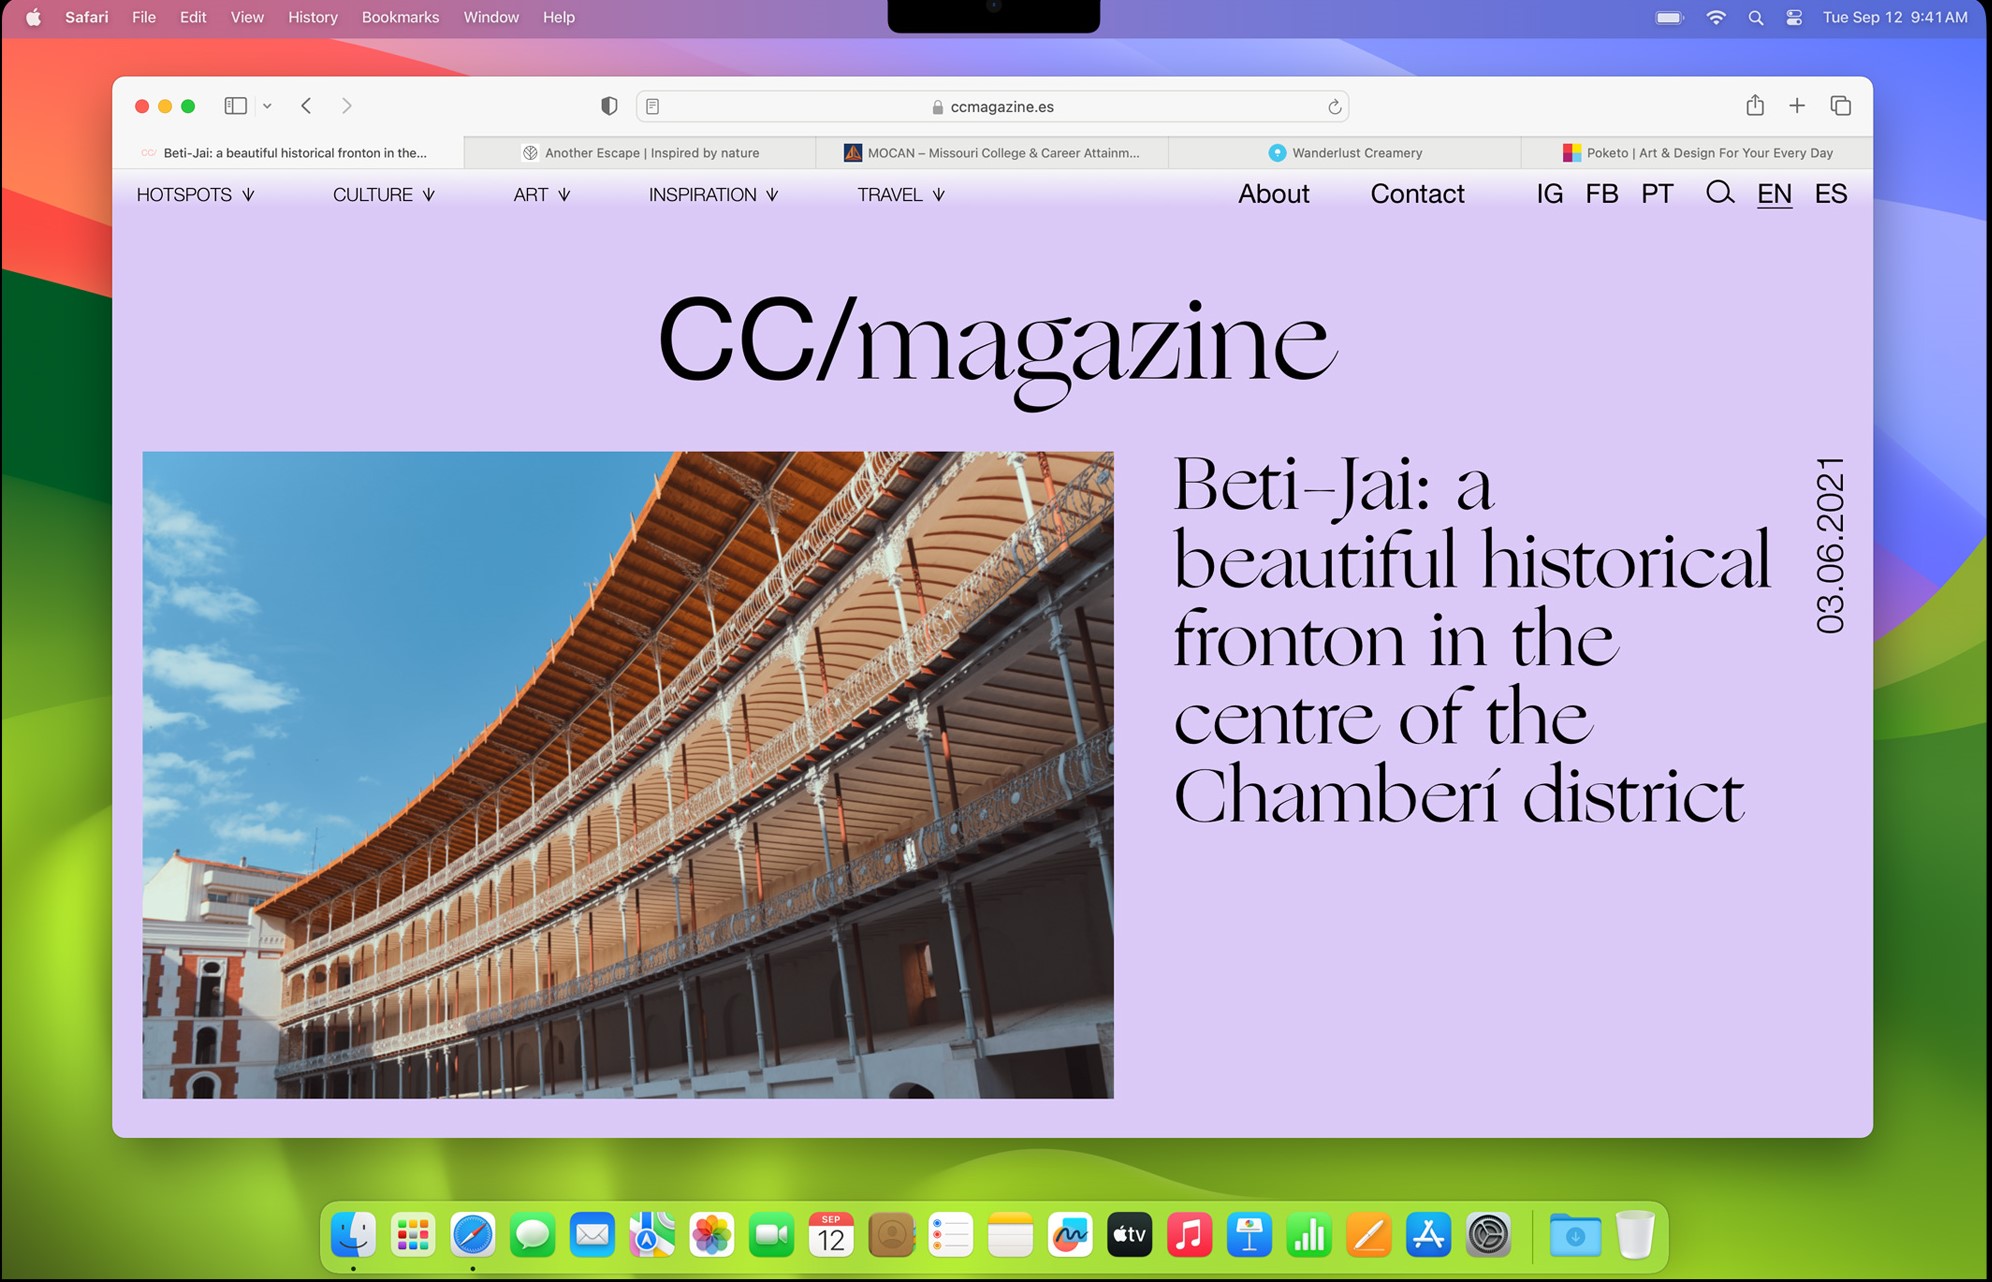 Safari File Edit View History Bookmarks Window Help
Tue Sep 12 9:41 AM
ccmagazine.es
Beti-Jai: a beautiful historical fronton in the...
Another Escape | Inspired by nature
MOCAN – Missouri College & Career Attainm...
Wanderlust Creamery
Poketo | Art & Design For Your Every Day
HOTSPOTS CULTURE ART INSPIRATION TRAVEL
About Contact IG FB PT EN ES
CC/magazine
Beti-Jai: a
beautiful historical
fronton in the
centre of the
Chamberí district
03.06.2021
SEP
12
tv